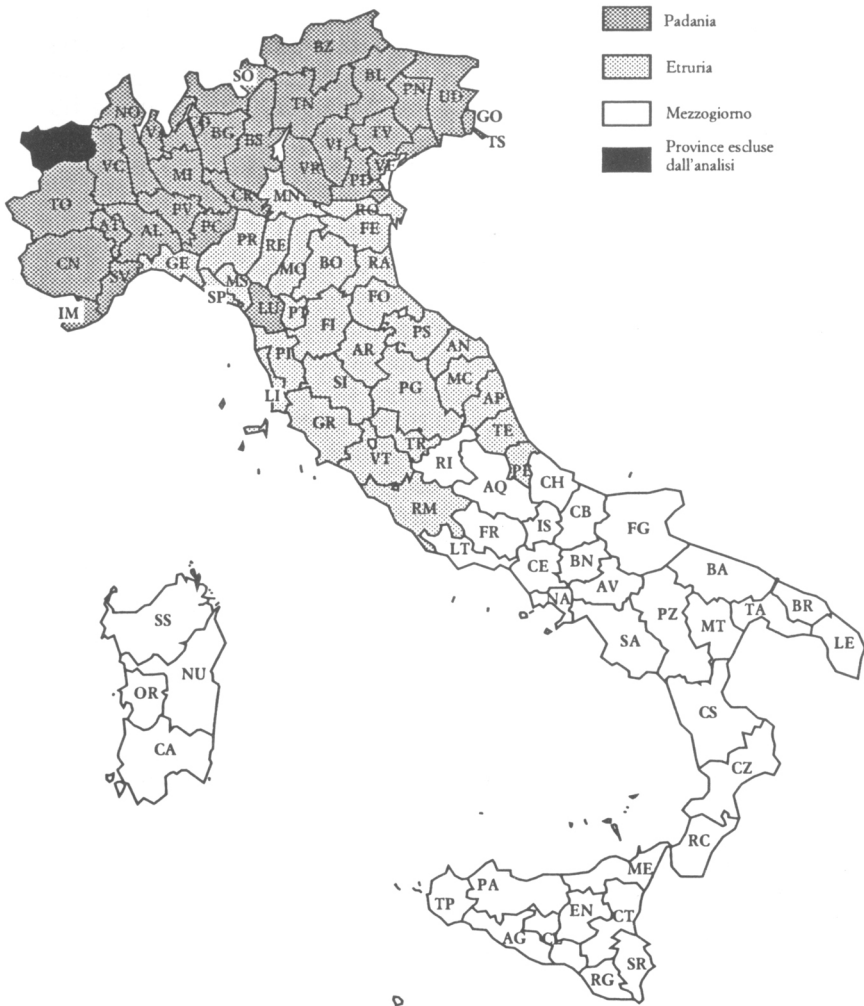 Padania
Etruria
Mezzogiorno
Province escluse
dall'analisi
BZ
SO
BL
PN
UD
TN
NO
GO
TS
BG
BS
VI
TV
VC
MI
VR
PD
VE
CR
MN
RO
TO
PV
PC
AT
AL
PR
RE
FE
CN
SV
GE
MO
BO
RA
MS
SP
LU
PT
FO
IM
FI
PS
PI
AR
AN
LI
SI
PG
MC
AP
GR
TR
TE
VT
RI
PE
AQ
CH
RM
IS
CB
FG
FR
LT
CE
BN
BA
AV
NA
SS
PZ
MT
TA
BR
SA
LE
NU
OR
CS
CA
CZ
RC
ME
PA
TP
EN
CT
AG
CL
SR
RG